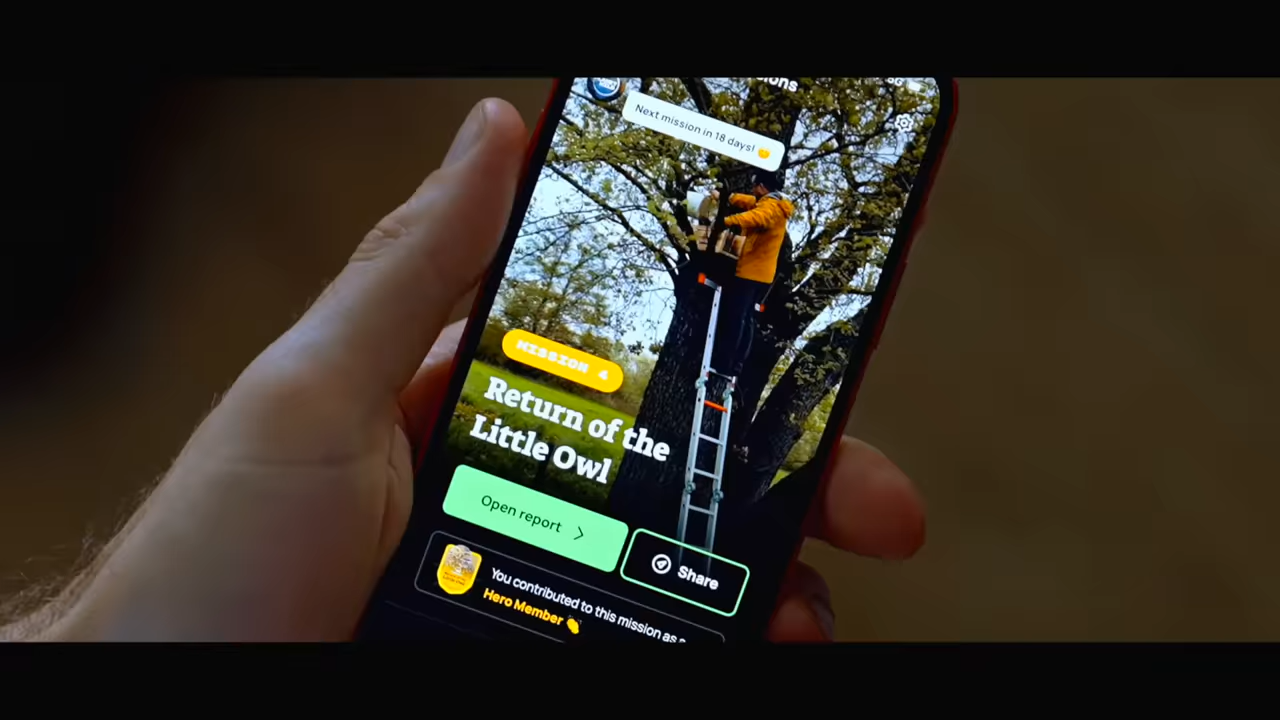 5G
Next mission in 18 days!
MISSION 4
Return of the
Little Owl
Open report
Share
You contributed to this mission as a
Hero Member